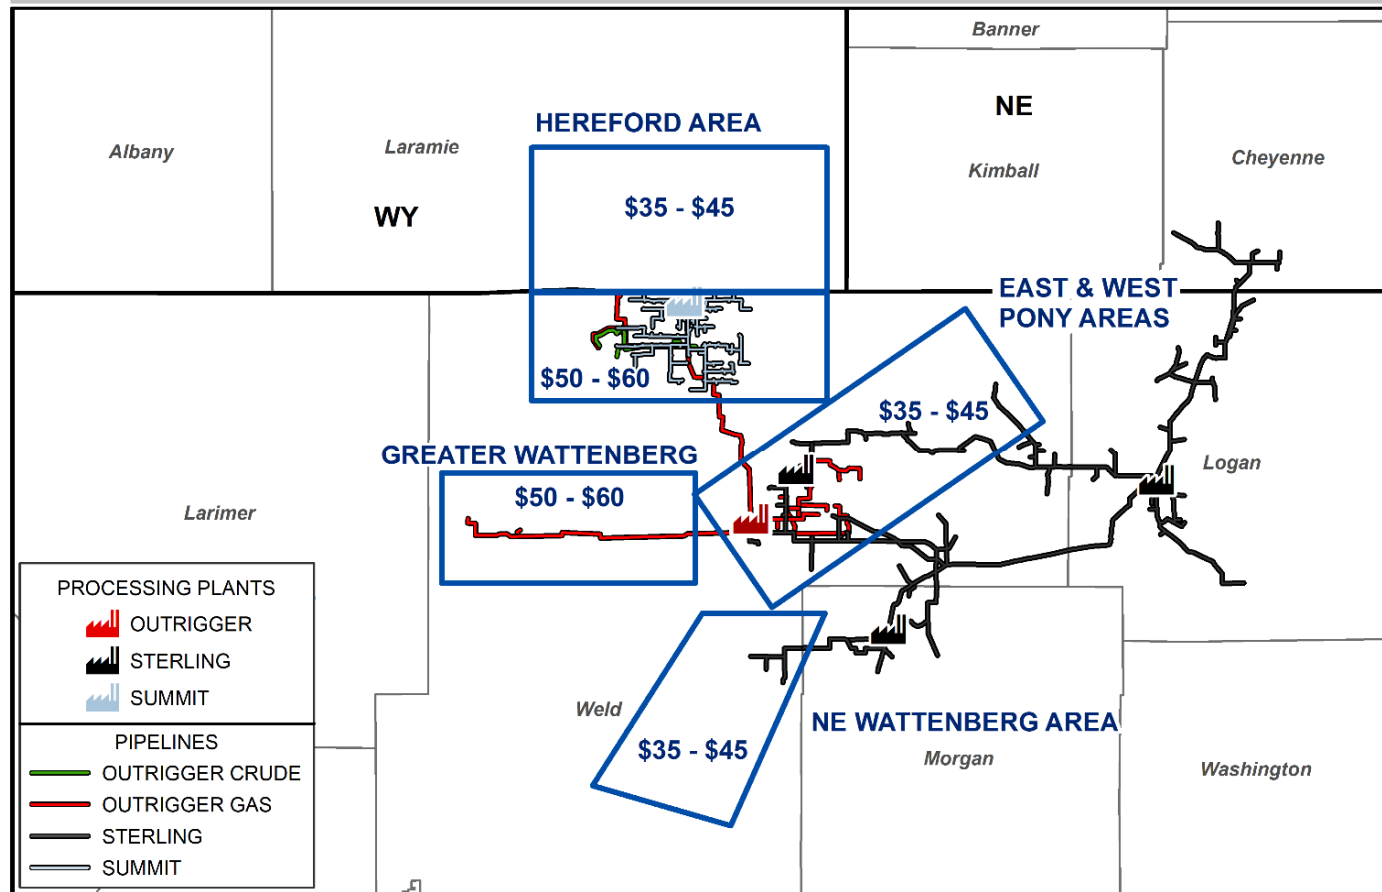 Banner
NE
HEREFORD AREA
Albany
Laramie
Kimball
Cheyenne
$35 - $45
WY
EAST & WEST
PONY AREAS
$50 - $60
$35 - $45
GREATER WATTENBERG
Logan
$50 - $60
Larimer
PROCESSING PLANTS
OUTRIGGER
STERLING
SUMMIT
Weld
NE WATTENBERG AREA
$35 - $45
Morgan
Washington
PIPELINES
OUTRIGGER CRUDE
OUTRIGGER GAS
STERLING
SUMMIT